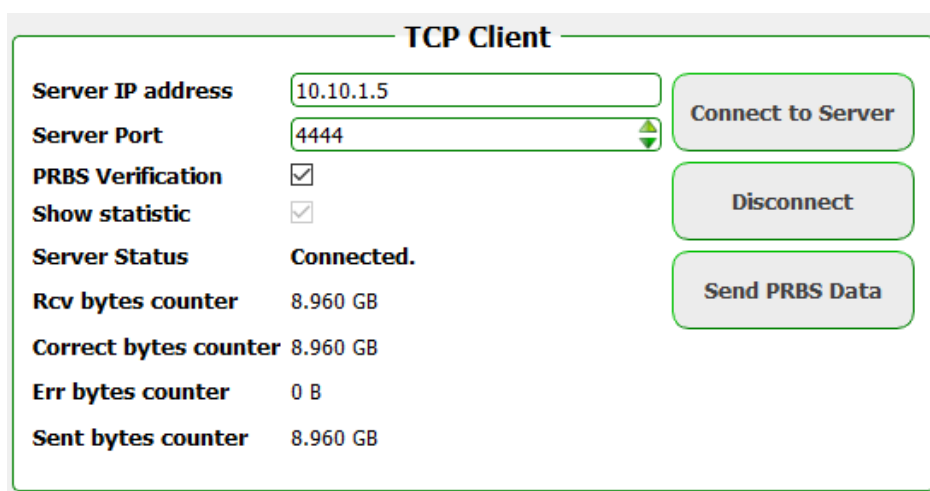 TCP Client
Server IP address 10.10.1.5
Connect to Server
Server Port 4444
PRBS Verification
Disconnect
Show statistic
Server Status Connected.
Send PRBS Data
Rcv bytes counter 8.960 GB
Correct bytes counter 8.960 GB
Err bytes counter 0 B
Sent bytes counter 8.960 GB